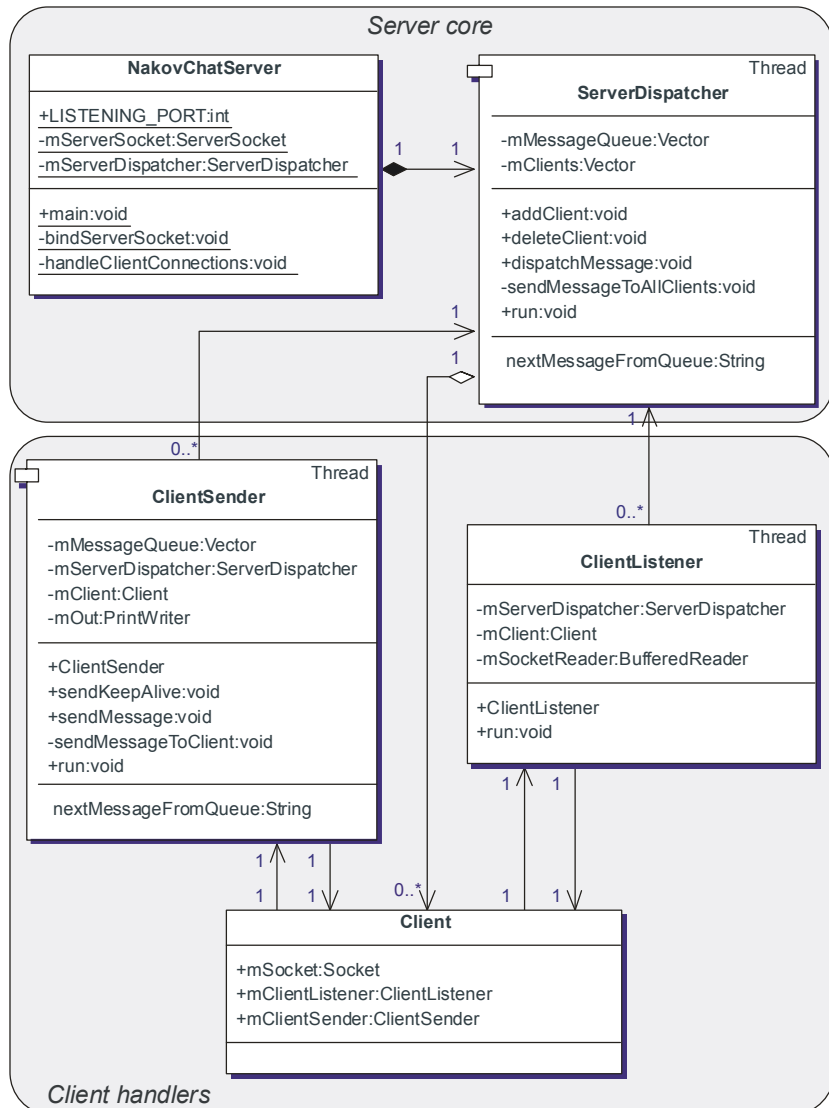 Server core
NakovChatServer
+LISTENING_PORT:int
-mServerSocket:ServerSocket
-mServerDispatcher:ServerDispatcher
+main:void
-bindServerSocket:void
-handleClientConnections:void
1
1
Thread
ServerDispatcher
-mMessageQueue:Vector
-mClients:Vector
+addClient:void
+deleteClient:void
+dispatchMessage:void
-sendMessageToAllClients:void
+run:void
nextMessageFromQueue:String
1
1
1
0..*
0..*
Thread
ClientSender
-mMessageQueue:Vector
-mServerDispatcher:ServerDispatcher
-mClient:Client
-mOut:PrintWriter
+ClientSender
+sendKeepAlive:void
+sendMessage:void
-sendMessageToClient:void
+run:void
nextMessageFromQueue:String
Thread
ClientListener
-mServerDispatcher:ServerDispatcher
-mClient:Client
-mSocketReader:BufferedReader
+ClientListener
+run:void
1
1
1
1
1
1
0..*
1
1
Client
+mSocket:Socket
+mClientListener:ClientListener
+mClientSender:ClientSender
Client handlers